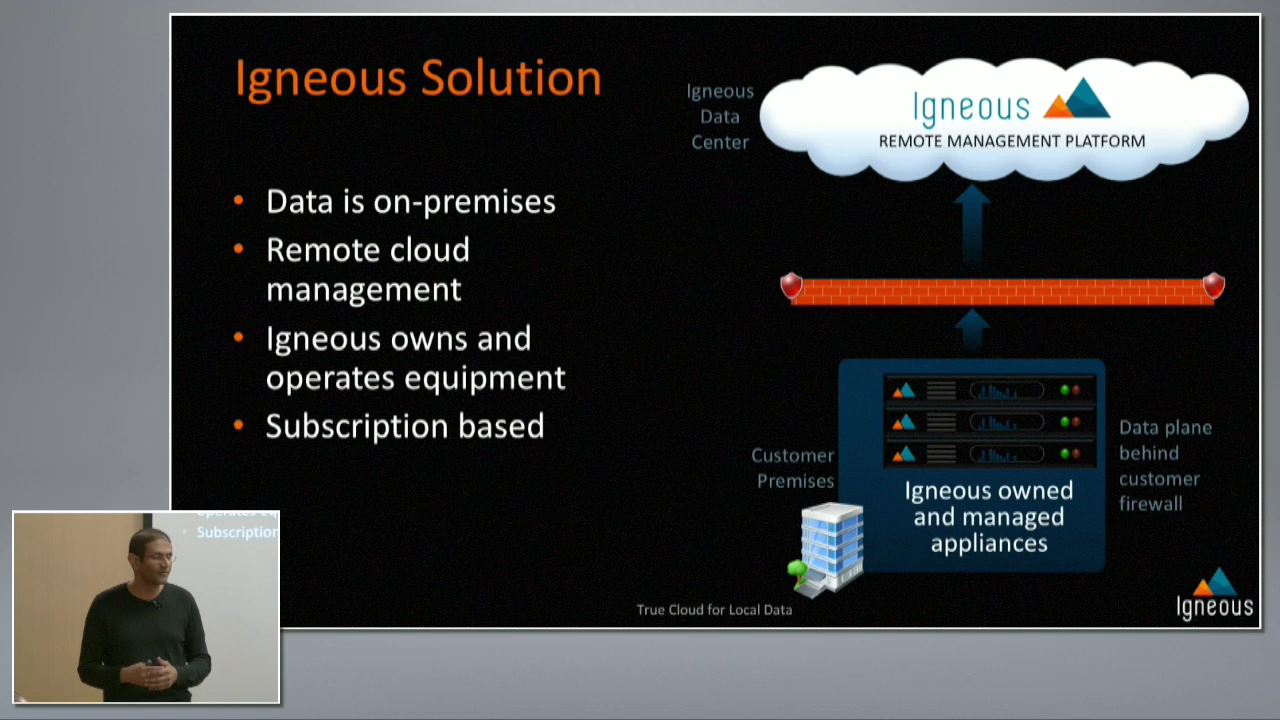 Igneous Solution
• Data is on-premises
• Remote cloud
management
• Igneous owns and
operates equipment
• Subscription based
Igneous
Data
Center
Igneous
REMOTE MANAGEMENT PLATFORM
Customer
Premises
Igneous owned
and managed
appliances
Data plane
behind
customer
firewall
True Cloud for Local Data
Igneous
• Subscription